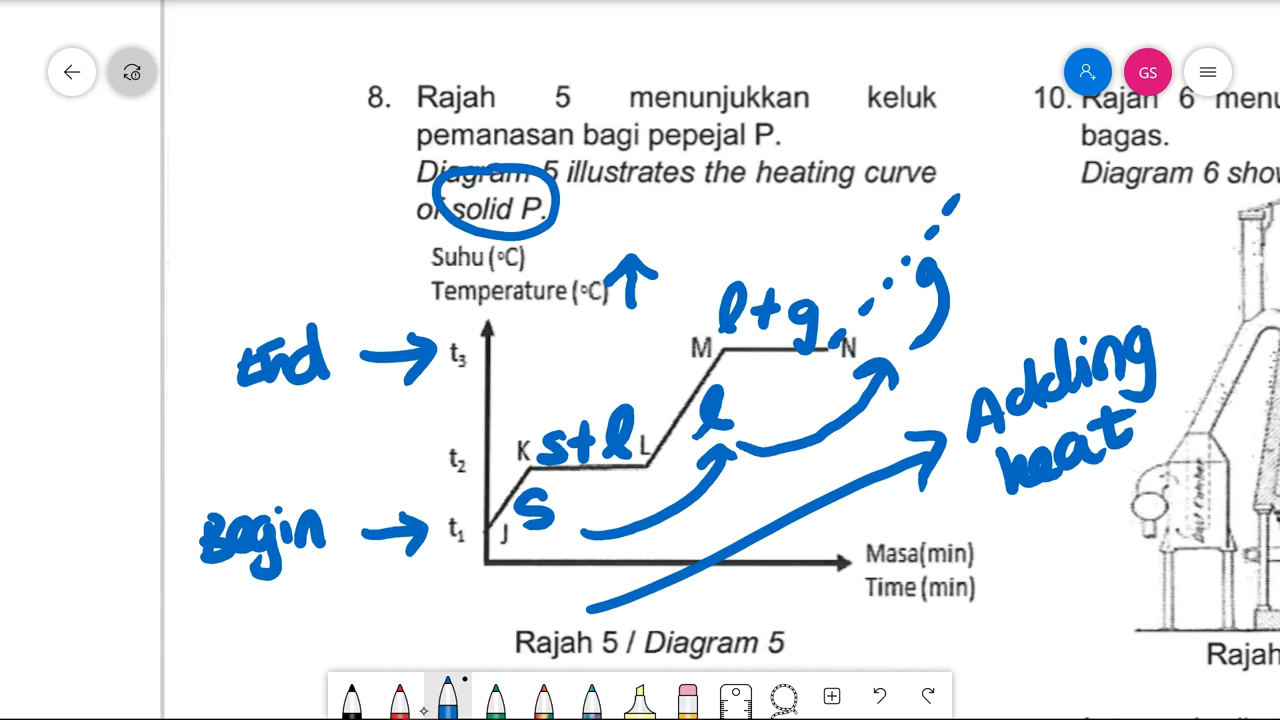 GS
8. Rajah 5 menunjukkan keluk
pemanasan bagi pepejal P.
Diagram 5 illustrates the heating curve
of solid P.
Suhu (°C)
Temperature (°C)
End
t₃
M
l+g
N
g
Adding
heat
K
s+l
L
l
t₂
s
Begin
t₁
J
Masa(min)
Time (min)
Rajah 5 / Diagram 5
10. Rajah 6 menu
bagas.
Diagram 6 show
Rajah